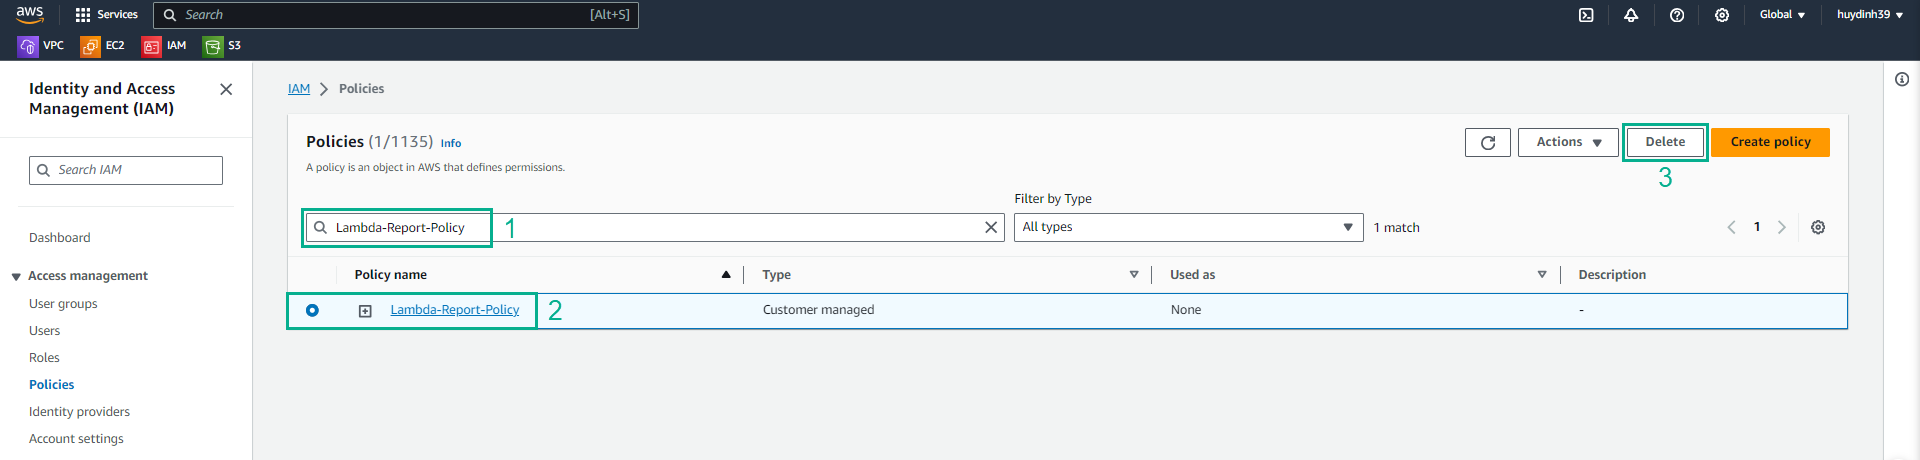 aws
Services
Search
[Alt+S]
Global
huydinh39
VPC
EC2
IAM
S3
Identity and Access
Management (IAM)
Search IAM
Dashboard
Access management
User groups
Users
Roles
Policies
Identity providers
Account settings
IAM > Policies
Policies (1/1135) Info
A policy is an object in AWS that defines permissions.
Actions
Delete
Create policy
3
Filter by Type
Lambda-Report-Policy
1
All types
1 match
1
Policy name
Type
Used as
Description
Lambda-Report-Policy
2
Customer managed
None
-